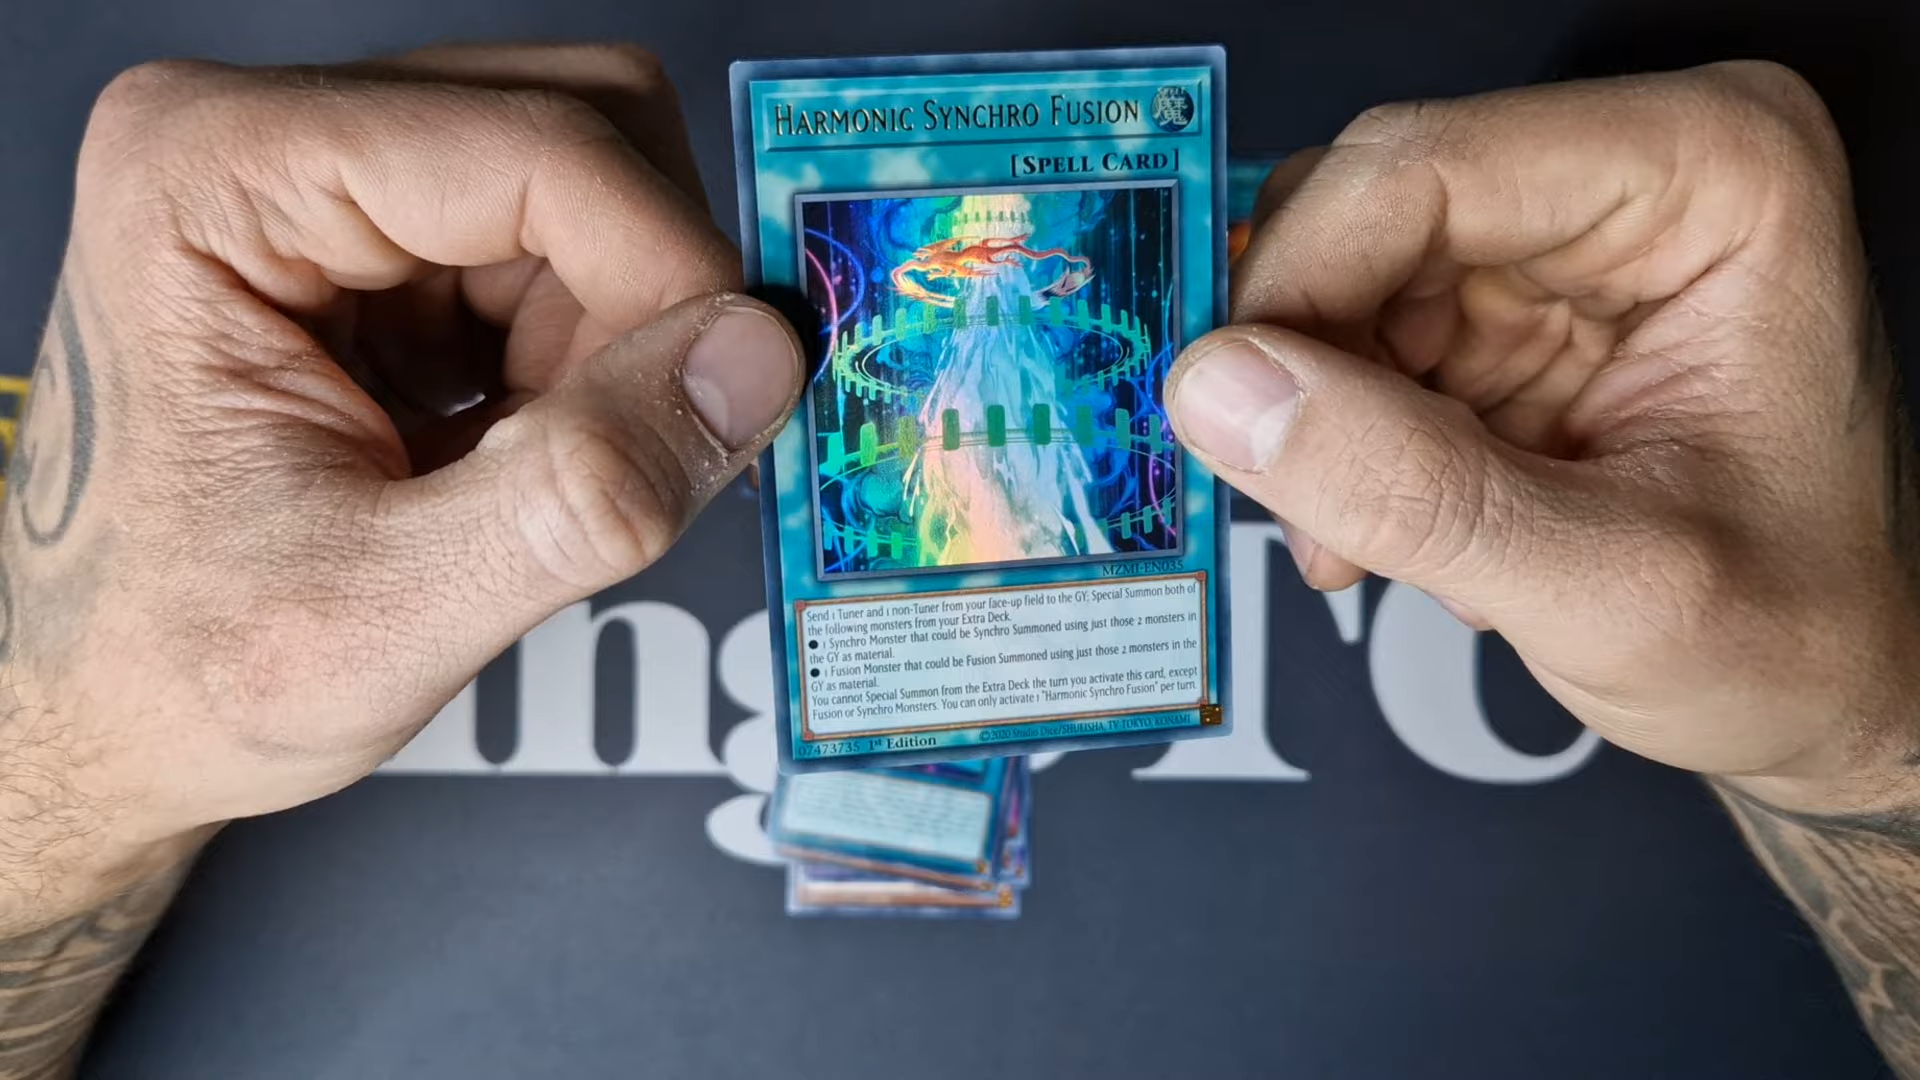 HARMONIC SYNCHRO FUSION
[SPELL CARD]
MZMI-EN035
Send 1 Tuner and 1 non-Tuner from your face-up field to the GY; Special Summon both of
the following monsters from your Extra Deck.
● 1 Synchro Monster that could be Synchro Summoned using just those 2 monsters in
the GY as material.
● 1 Fusion Monster that could be Fusion Summoned using just those 2 monsters in the
GY as material.
You cannot Special Summon from the Extra Deck the turn you activate this card, except
Fusion or Synchro Monsters. You can only activate 1 "Harmonic Synchro Fusion" per turn.
07473735 1st Edition
©2020 Studio Dice/SHUEISHA, TV TOKYO, KONAMI